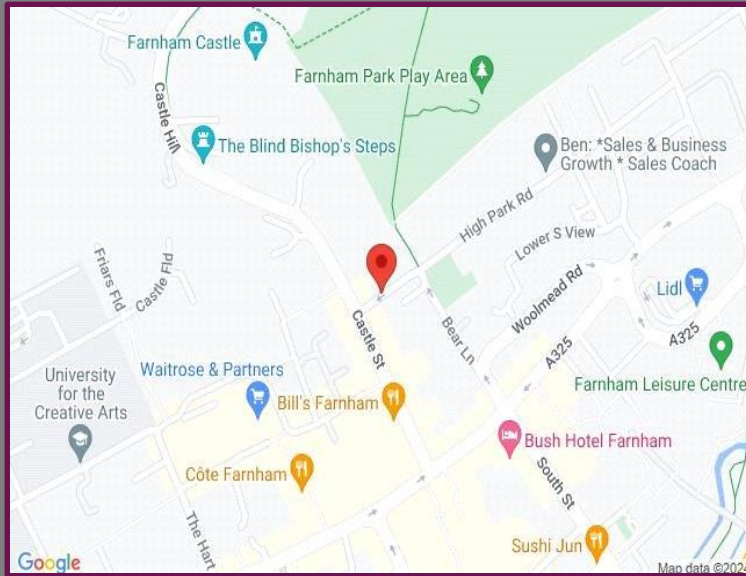 Farnham Castle
Farnham Park Play Area
Castle Hill
The Blind Bishop's Steps
Ben: *Sales & Business
Growth * Sales Coach
High Park Rd
Lower S View
Friars Fld
Castle Fld
Woolmead Rd
Lidl
Castle St
Bear Ln
A325
A325
Waitrose & Partners
University
for the
Creative Arts
Farnham Leisure Centre
Bill's Farnham
Bush Hotel Farnham
Côte Farnham
South St
The Hart
Sushi Jun
Google
Map data ©2024